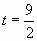 t = 9/2